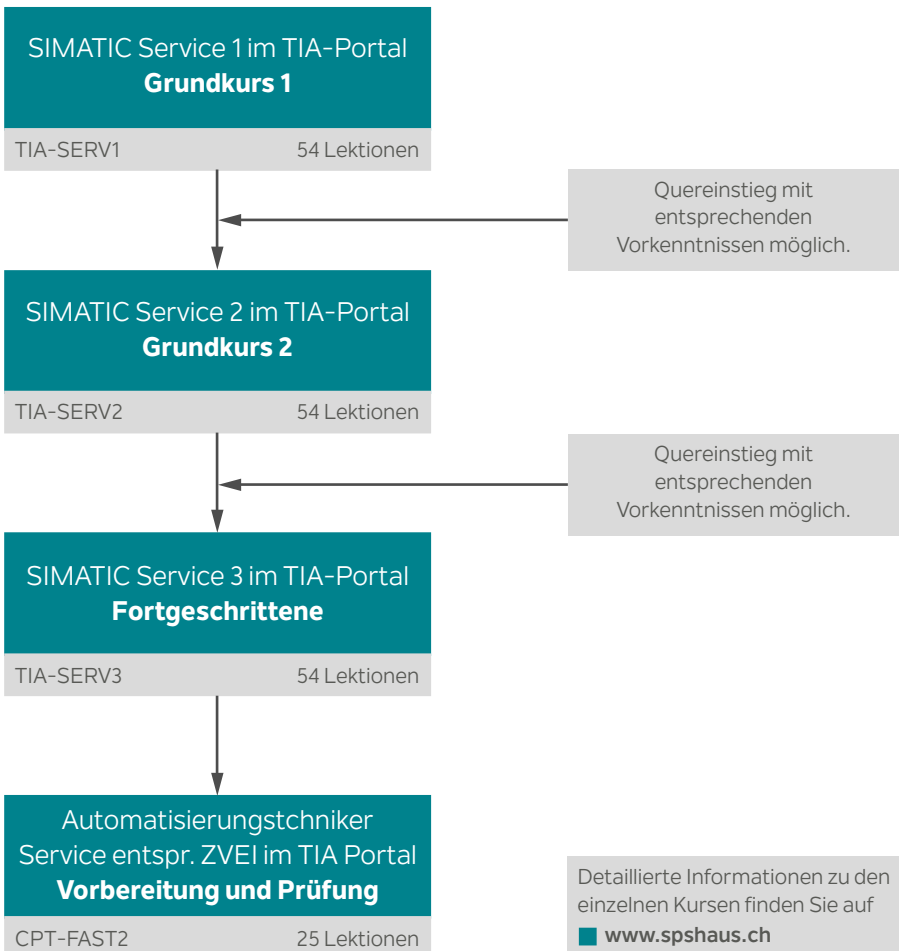 SIMATIC Service 1 im TIA-Portal
Grundkurs 1
TIA-SERV1 54 Lektionen
Quereinstieg mit
entsprechenden
Vorkenntnissen möglich.
SIMATIC Service 2 im TIA-Portal
Grundkurs 2
TIA-SERV2 54 Lektionen
Quereinstieg mit
entsprechenden
Vorkenntnissen möglich.
SIMATIC Service 3 im TIA-Portal
Fortgeschrittene
TIA-SERV3 54 Lektionen
Automatisierungstchniker
Service entspr. ZVEI im TIA Portal
Vorbereitung und Prüfung
CPT-FAST2 25 Lektionen
Detaillierte Informationen zu den
einzelnen Kursen finden Sie auf
www.spshaus.ch